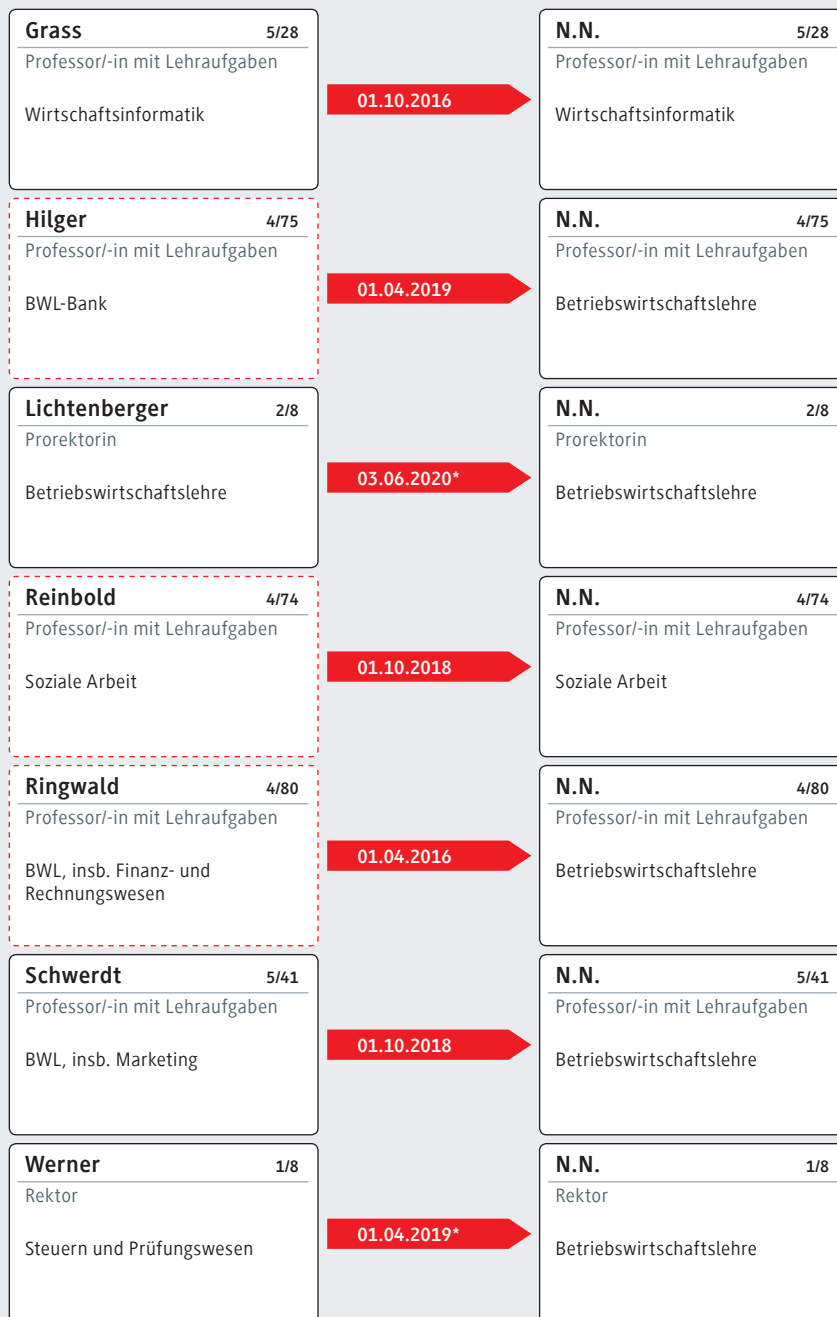 Grass 5/28
Professor/-in mit Lehraufgaben
Wirtschaftsinformatik
01.10.2016
N.N. 5/28
Professor/-in mit Lehraufgaben
Wirtschaftsinformatik
Hilger 4/75
Professor/-in mit Lehraufgaben
BWL-Bank
01.04.2019
N.N. 4/75
Professor/-in mit Lehraufgaben
Betriebswirtschaftslehre
Lichtenberger 2/8
Prorektorin
Betriebswirtschaftslehre
03.06.2020*
N.N. 2/8
Prorektorin
Betriebswirtschaftslehre
Reinbold 4/74
Professor/-in mit Lehraufgaben
Soziale Arbeit
01.10.2018
N.N. 4/74
Professor/-in mit Lehraufgaben
Soziale Arbeit
Ringwald 4/80
Professor/-in mit Lehraufgaben
BWL, insb. Finanz- und
Rechnungswesen
01.04.2016
N.N. 4/80
Professor/-in mit Lehraufgaben
Betriebswirtschaftslehre
Schwerdt 5/41
Professor/-in mit Lehraufgaben
BWL, insb. Marketing
01.10.2018
N.N. 5/41
Professor/-in mit Lehraufgaben
Betriebswirtschaftslehre
Werner 1/8
Rektor
Steuern und Prüfungswesen
01.04.2019*
N.N. 1/8
Rektor
Betriebswirtschaftslehre